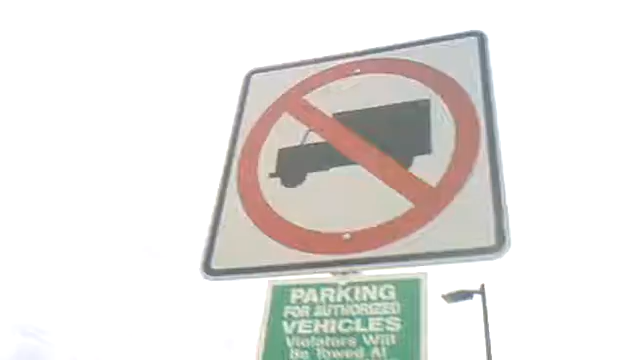 PARKING
FOR AUTHORIZED
VEHICLES
Violators Will
Be Towed At